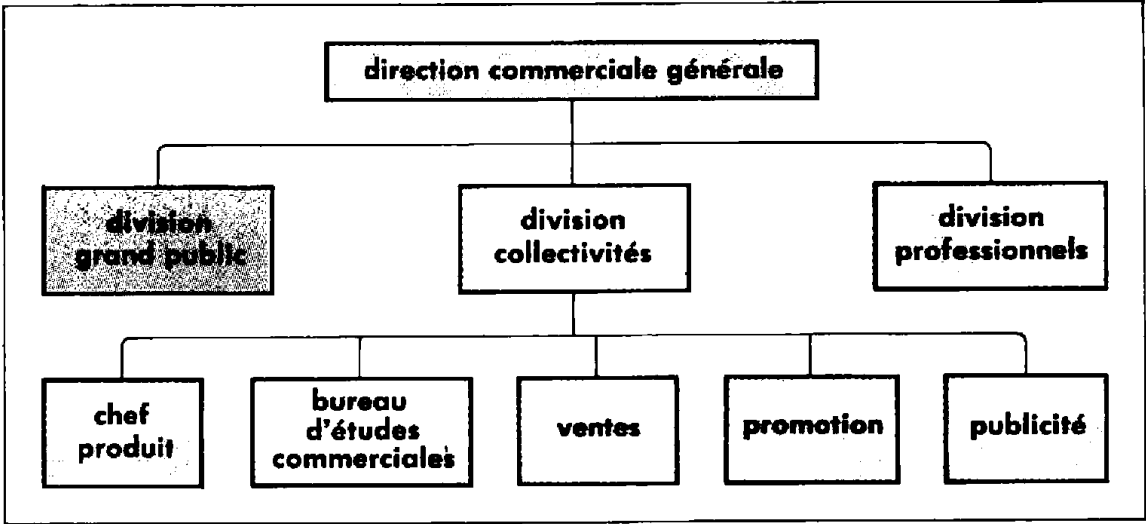 direction commerciale générale
division
grand public
division
collectivités
division
professionnels
chef
produit
bureau
d'études
commerciales
ventes
promotion
publicité